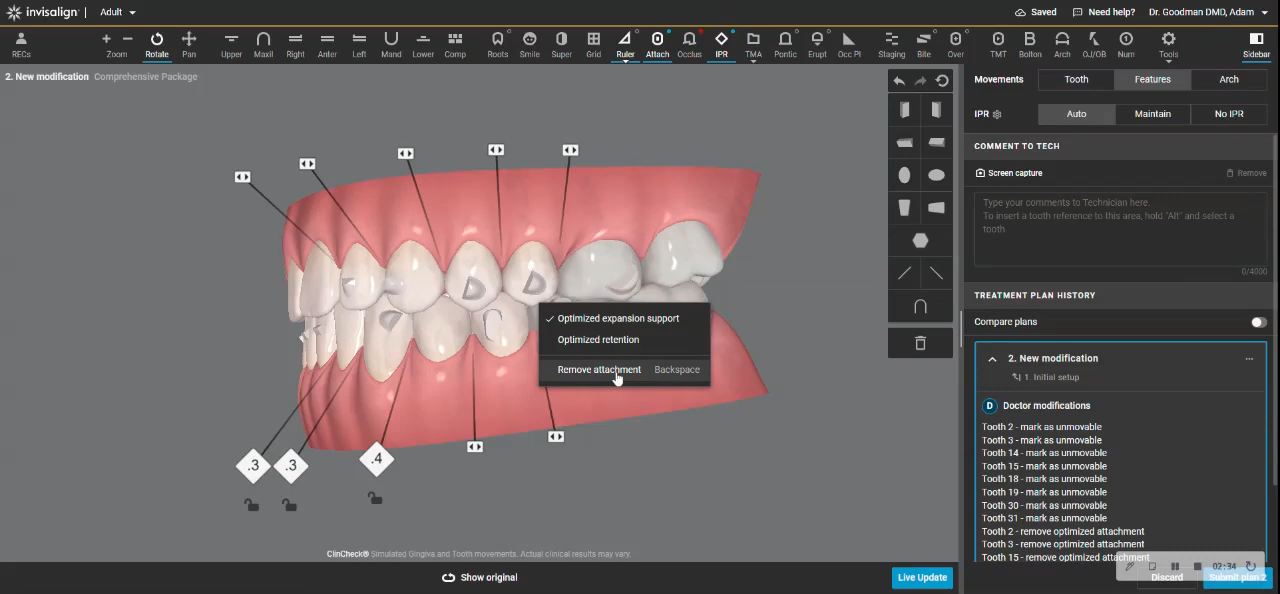 invisalign | Adult
Saved Need help? Dr. Goodman DMD, Adam
RECs Zoom Rotate Pan Upper Maxil Right Anter Left Mand Lower Comp Roots Smile Super Grid Ruler Attach Occlus IPR TMA Pontic Erupt Occ Pl Staging Bite Over TMT Bolton Arch OJ/OB Num Tools Sidebar
2. New modification Comprehensive Package
Movements Tooth Features Arch
IPR Auto Maintain No IPR
COMMENT TO TECH
Screen capture Remove
Type your comments to Technician here.
To insert a tooth reference to this area, hold "Alt" and select a
tooth.
0/4000
TREATMENT PLAN HISTORY
Compare plans
2. New modification ...
1. Initial setup
D Doctor modifications
Tooth 2 - mark as unmovable
Tooth 3 - mark as unmovable
Tooth 14 - mark as unmovable
Tooth 15 - mark as unmovable
Tooth 18 - mark as unmovable
Tooth 19 - mark as unmovable
Tooth 30 - mark as unmovable
Tooth 31 - mark as unmovable
Tooth 2 - remove optimized attachment
Tooth 3 - remove optimized attachment
Tooth 15 - remove optimized attachment
Optimized expansion support
Optimized retention
Remove attachment Backspace
.3 .3 .4
ClinCheck® Simulated Gingiva and Tooth movements. Actual clinical results may vary.
Show original
Live Update
02:34
Discard Submit plan 2